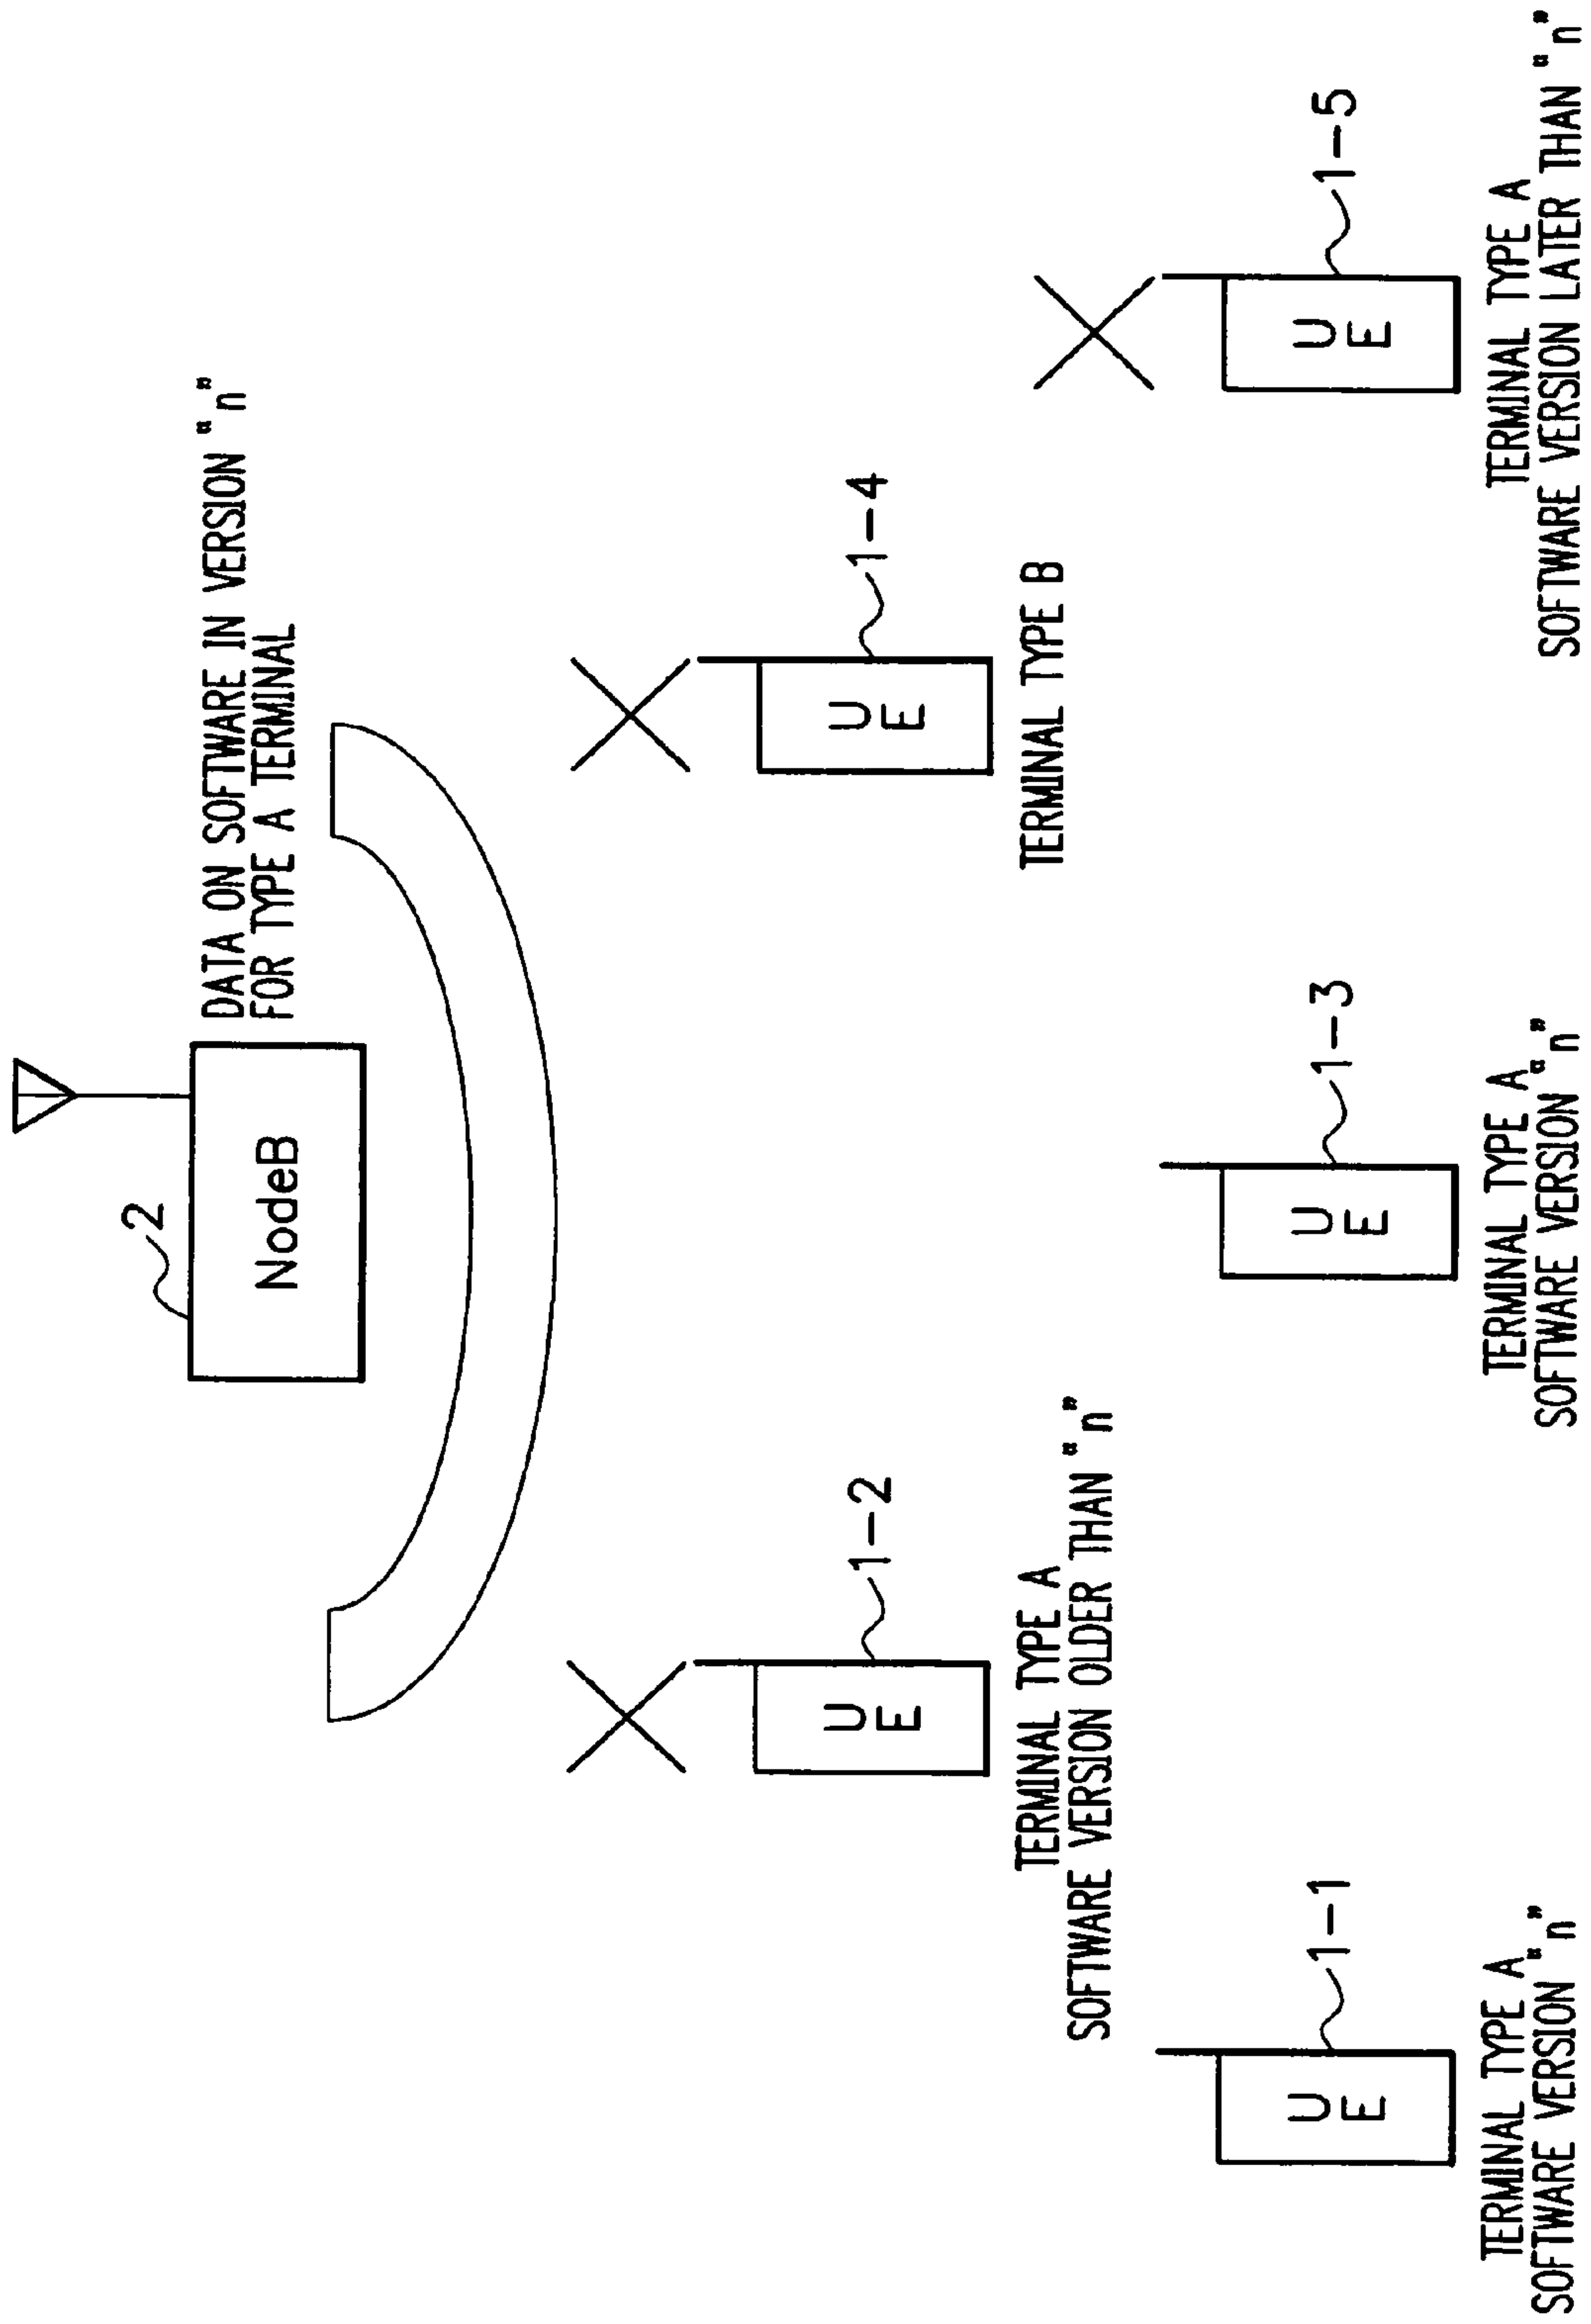 2
NodeB
DATA ON SOFTWARE IN VERSION “n”
FOR TYPE A TERMINAL
1-2
UE
TERMINAL TYPE A
SOFTWARE VERSION OLDER THAN “n”
1-4
UE
TERMINAL TYPE B
1-1
UE
TERMINAL TYPE A
SOFTWARE VERSION “n”
1-3
UE
TERMINAL TYPE A
SOFTWARE VERSION “n”
1-5
UE
TERMINAL TYPE A
SOFTWARE VERSION LATER THAN “n”